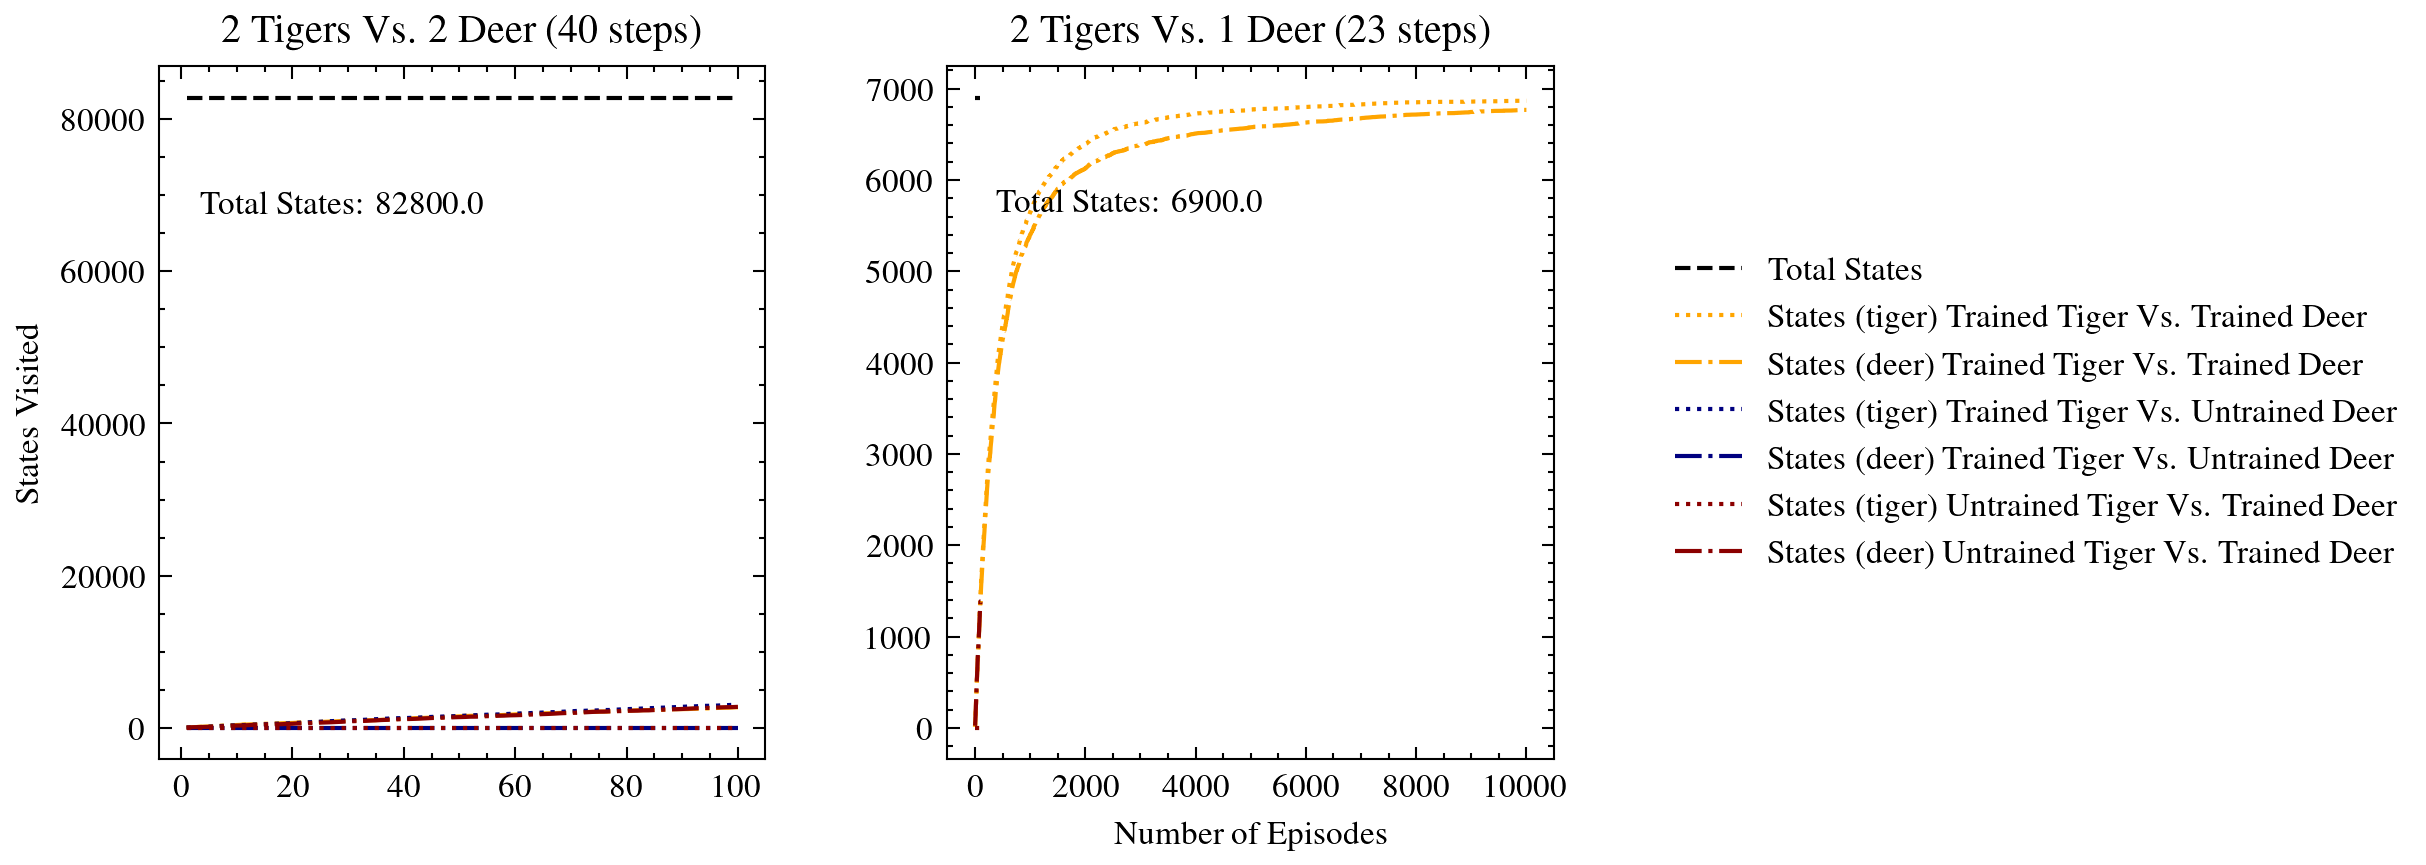 2 Tigers Vs. 2 Deer (40 steps)
80000
60000
40000
20000
0
States Visited
Total States: 82800.0
0 20 40 60 80 100
2 Tigers Vs. 1 Deer (23 steps)
7000
6000
5000
4000
3000
2000
1000
0
Total States: 6900.0
0 2000 4000 6000 8000 10000
Number of Episodes
Total States
States (tiger) Trained Tiger Vs. Trained Deer
States (deer) Trained Tiger Vs. Trained Deer
States (tiger) Trained Tiger Vs. Untrained Deer
States (deer) Trained Tiger Vs. Untrained Deer
States (tiger) Untrained Tiger Vs. Trained Deer
States (deer) Untrained Tiger Vs. Trained Deer